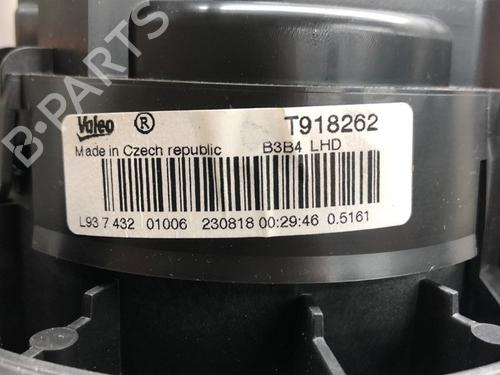 Valeo ® T918262
Made in Czech republic B3B4 LHD
L93 7 432 01006 230818 00:29:46 0.5161
B-PARTS